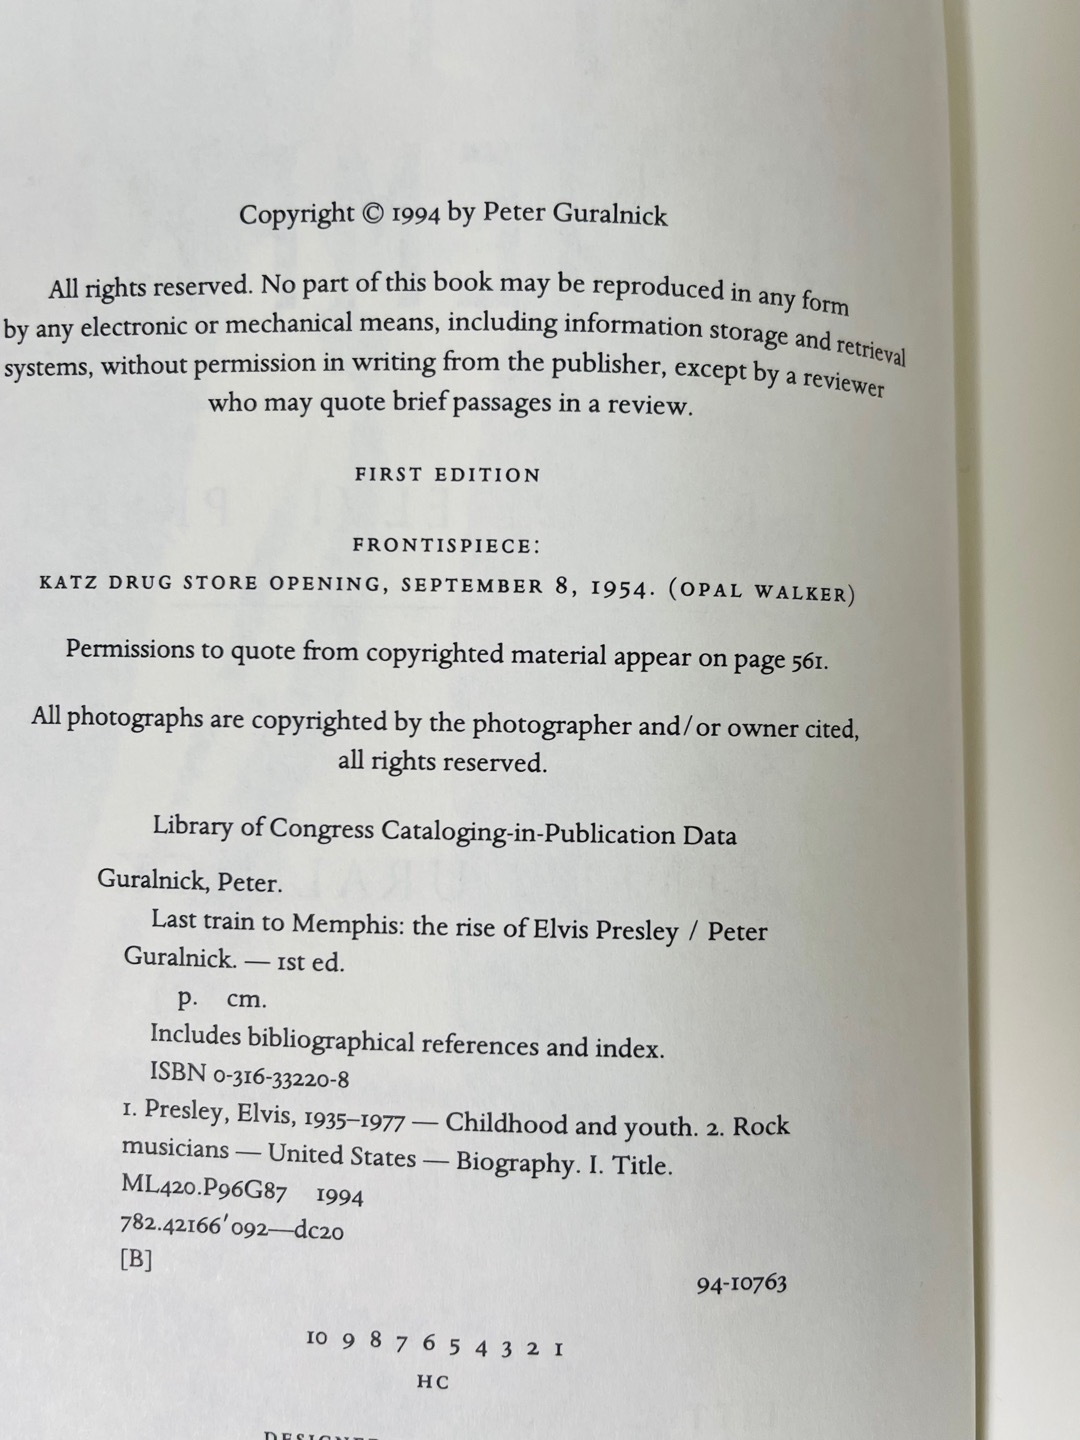 Copyright © 1994 by Peter Guralnick
All rights reserved. No part of this book may be reproduced in any form
by any electronic or mechanical means, including information storage and retrieval
systems, without permission in writing from the publisher, except by a reviewer
who may quote brief passages in a review.
FIRST EDITION
FRONTISPIECE:
KATZ DRUG STORE OPENING, SEPTEMBER 8, 1954. (OPAL WALKER)
Permissions to quote from copyrighted material appear on page 561.
All photographs are copyrighted by the photographer and/or owner cited,
all rights reserved.
Library of Congress Cataloging-in-Publication Data
Guralnick, Peter.
Last train to Memphis: the rise of Elvis Presley / Peter
Guralnick. — 1st ed.
p. cm.
Includes bibliographical references and index.
ISBN 0-316-33220-8
1. Presley, Elvis, 1935–1977 — Childhood and youth. 2. Rock
musicians — United States — Biography. I. Title.
ML420.P96G87 1994
782.42166′092—dc20
[B]
94-10763
10 9 8 7 6 5 4 3 2 1
HC